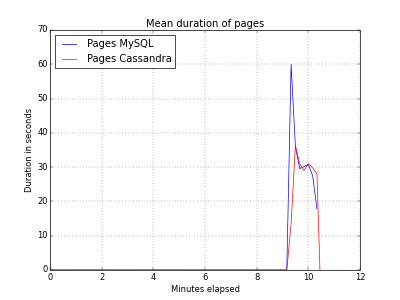 Mean duration of pages
70
60
50
40
30
20
10
0
Duration in seconds
Pages MySQL
Pages Cassandra
0 2 4 6 8 10 12
Minutes elapsed